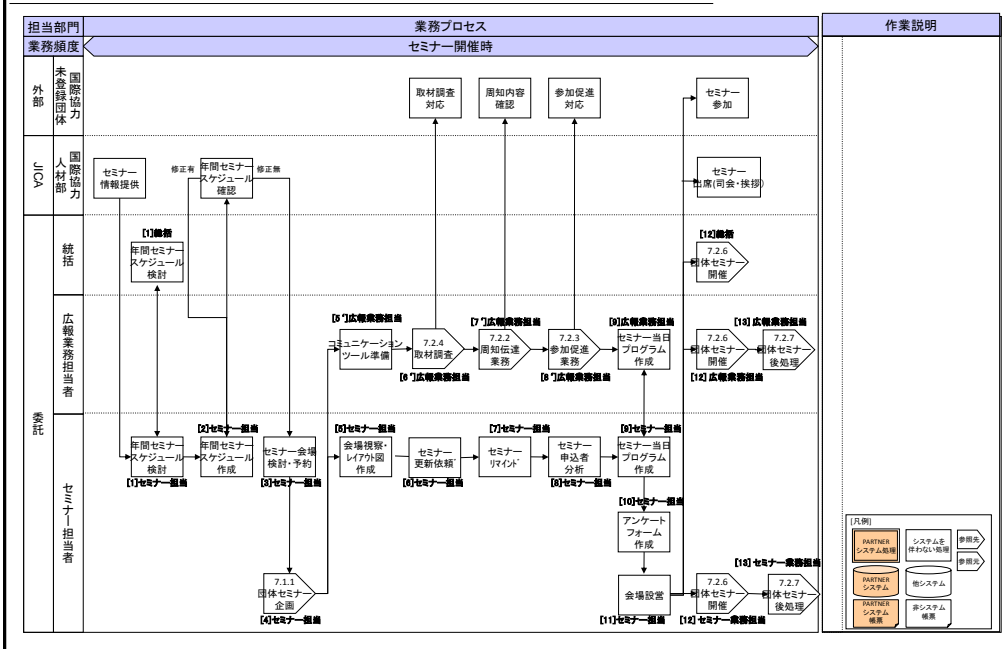 担当部門
業務プロセス
作業説明
業務頻度
セミナー開催時
外部
国際協力
未登録団体
取材調査
対応
周知内容
確認
参加促進
対応
セミナー
参加
JICA
国際協力
人材部
セミナー
情報提供
修正有
年間セミナー
スケジュール
確認
修正無
セミナー
出席(司会・挨拶)
委託
統括
[1]総括
年間セミナー
スケジュール
検討
[12]総括
7.2.6
団体セミナー
開催
広報業務担当者
[5']広報業務担当
コミュニケーション
ツール準備
7.2.4
取材調査
[6']広報業務担当
[7']広報業務担当
7.2.2
周知伝達
業務
7.2.3
参加促進
業務
[8']広報業務担当
[9]広報業務担当
セミナー当日
プログラム
作成
7.2.6
団体セミナー
開催
[12] 広報業務担当
[13] 広報業務担当
7.2.7
団体セミナー
後処理
セミナー担当者
年間セミナー
スケジュール
検討
[1]セミナー担当
[2]セミナー担当
年間セミナー
スケジュール
作成
セミナー会場
検討・予約
[3]セミナー担当
[5]セミナー担当
会場視察・
レイアウト図
作成
セミナー
更新依頼
[6]セミナー担当
[7]セミナー担当
セミナー
リマインド
セミナー
申込者
分析
[8]セミナー担当
[9]セミナー担当
セミナー当日
プログラム
作成
[10]セミナー担当
アンケート
フォーム
作成
7.1.1
団体セミナー
企画
[4]セミナー担当
会場設営
[11]セミナー担当
7.2.6
団体セミナー
開催
[12] セミナー業務担当
[13] セミナー業務担当
7.2.7
団体セミナー
後処理
[凡例]
PARTNER
システム処理
システムを
伴わない処理
参照先
参照元
PARTNER
システム
他システム
PARTNER
システム
帳票
非システム
帳票